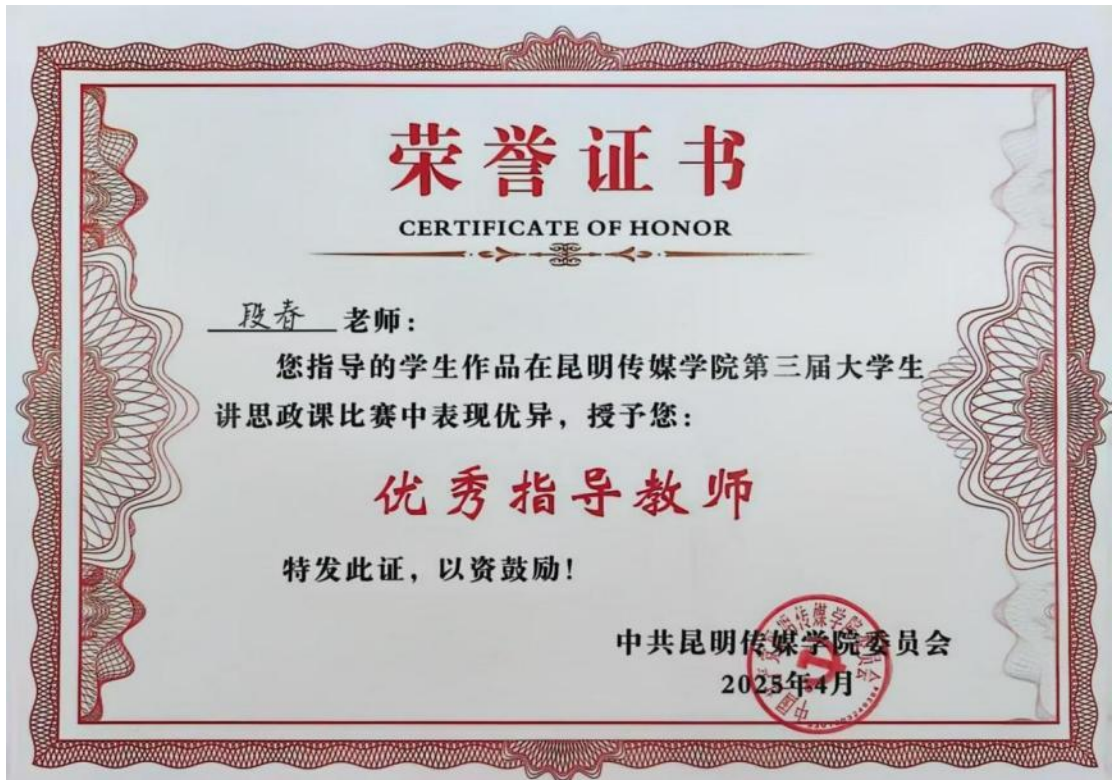 荣誉证书
CERTIFICATE OF HONOR
段春 老师：
您指导的学生作品在昆明传媒学院第三届大学生
讲思政课比赛中表现优异，授予您：
优秀指导教师
特发此证，以资鼓励！
中共昆明传媒学院委员会
2025年4月